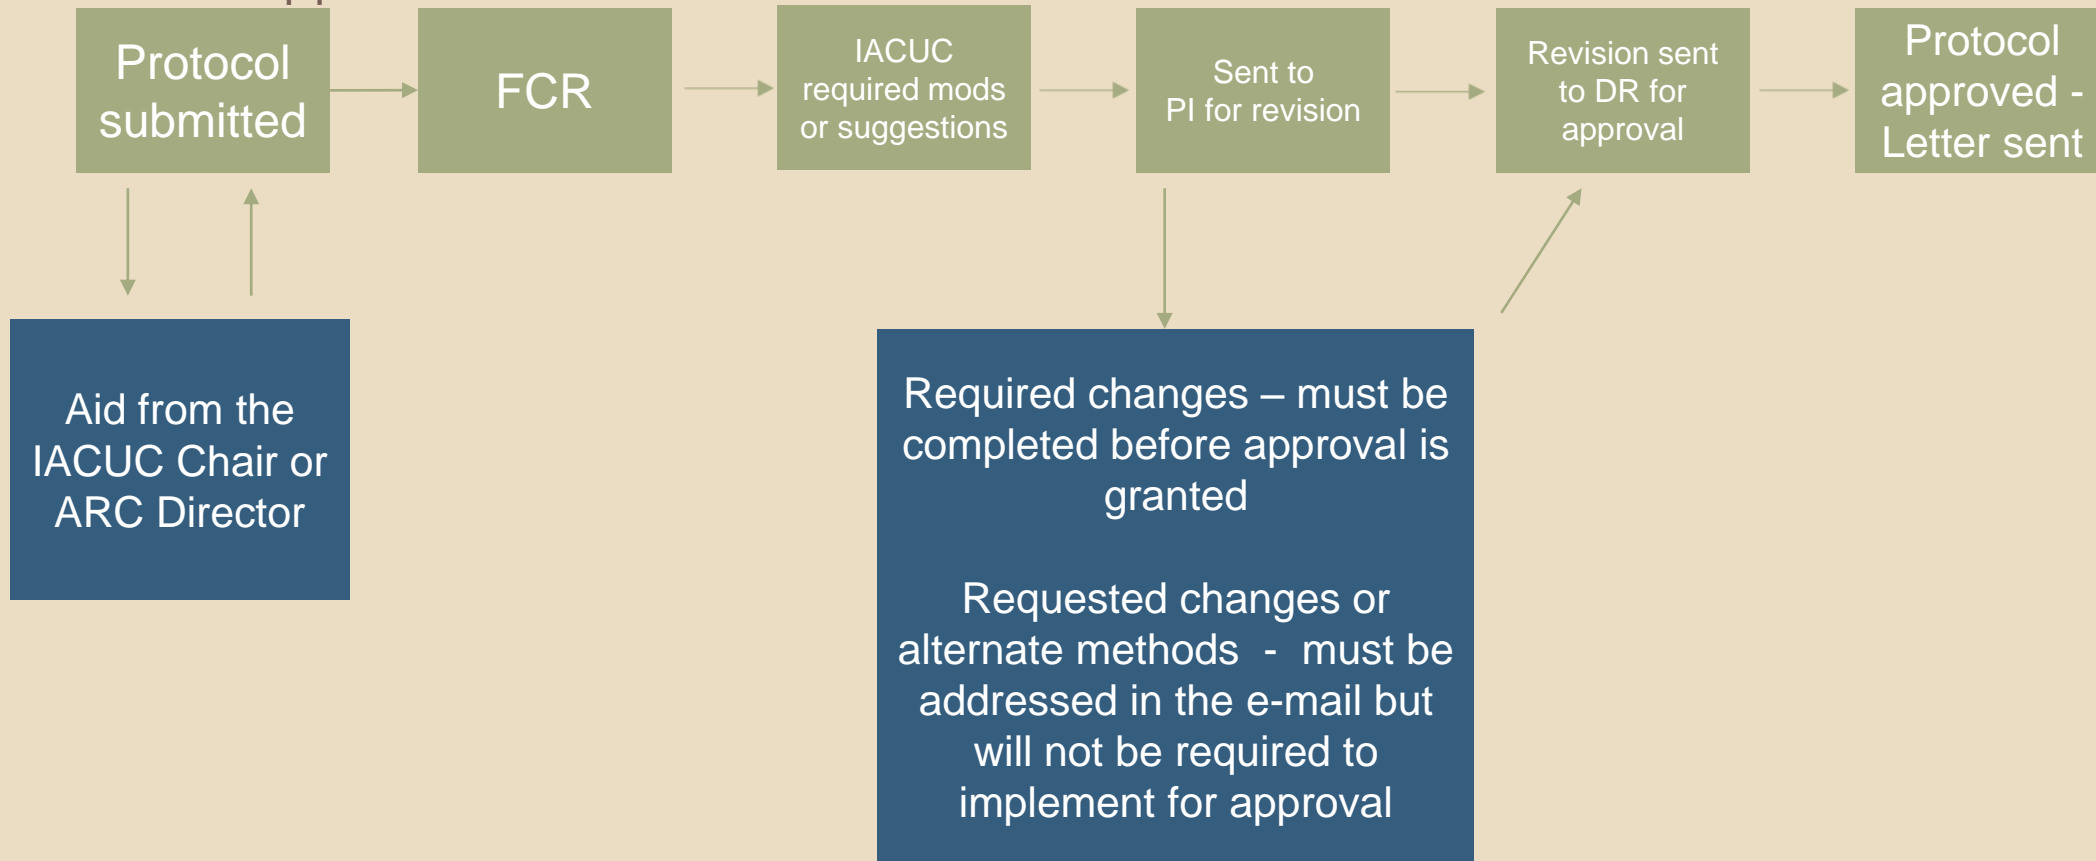 Protocol
submitted
FCR
IACUC
required mods
or suggestions
Sent to
PI for revision
Revision sent
to DR for
approval
Protocol
approved -
Letter sent
Aid from the
IACUC Chair or
ARC Director
Required changes – must be
completed before approval is
granted
Requested changes or
alternate methods - must be
addressed in the e-mail but
will not be required to
implement for approval